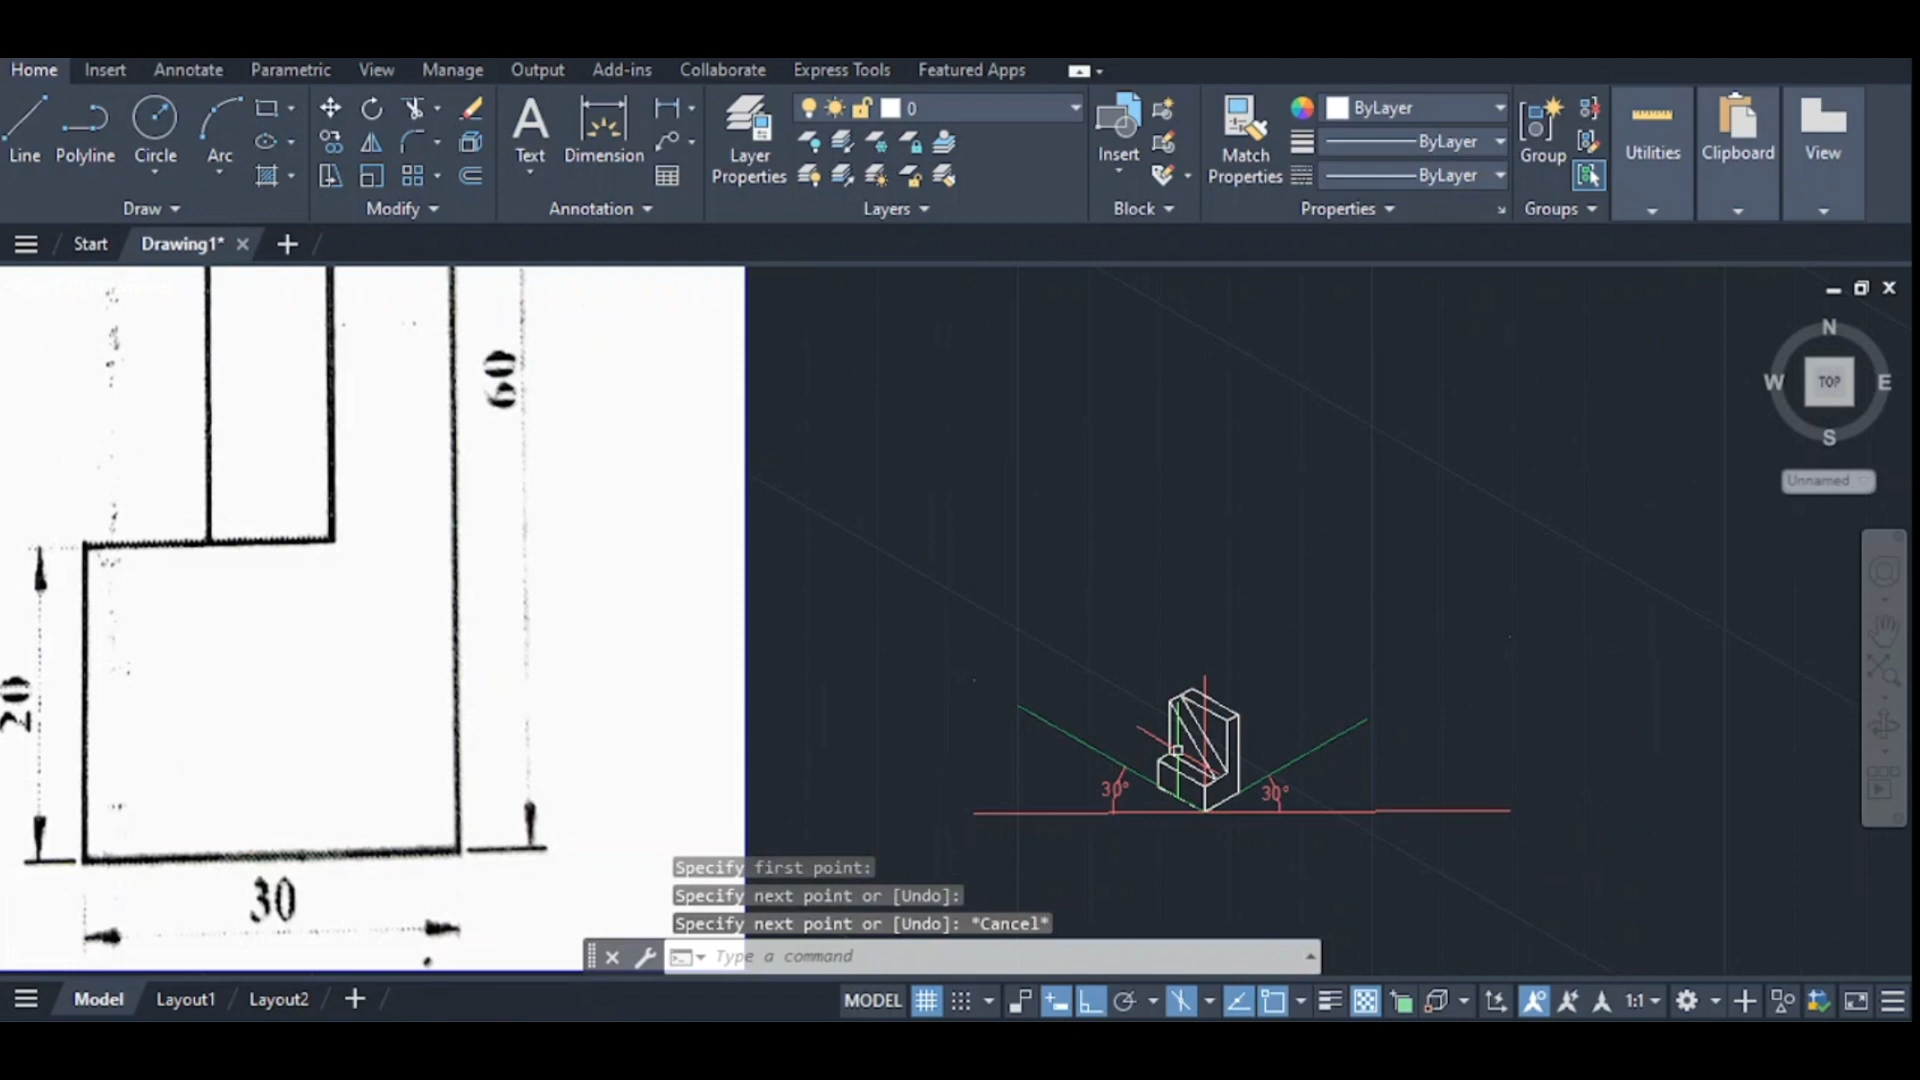 Home Insert Annotate Parametric View Manage Output Add-ins Collaborate Express Tools Featured Apps
0
ByLayer
ByLayer
ByLayer
Line Polyline Circle Arc
Text Dimension
Layer Properties
Insert
Match Properties
Group
Utilities Clipboard View
Draw Modify Annotation Layers Block Properties Groups
Start Drawing1*
N
W TOP E
S
Unnamed
60
20
30
30°
30°
Specify first point:
Specify next point or [Undo]:
Specify next point or [Undo]: *Cancel*
Type a command
Model Layout1 Layout2
MODEL 1:1